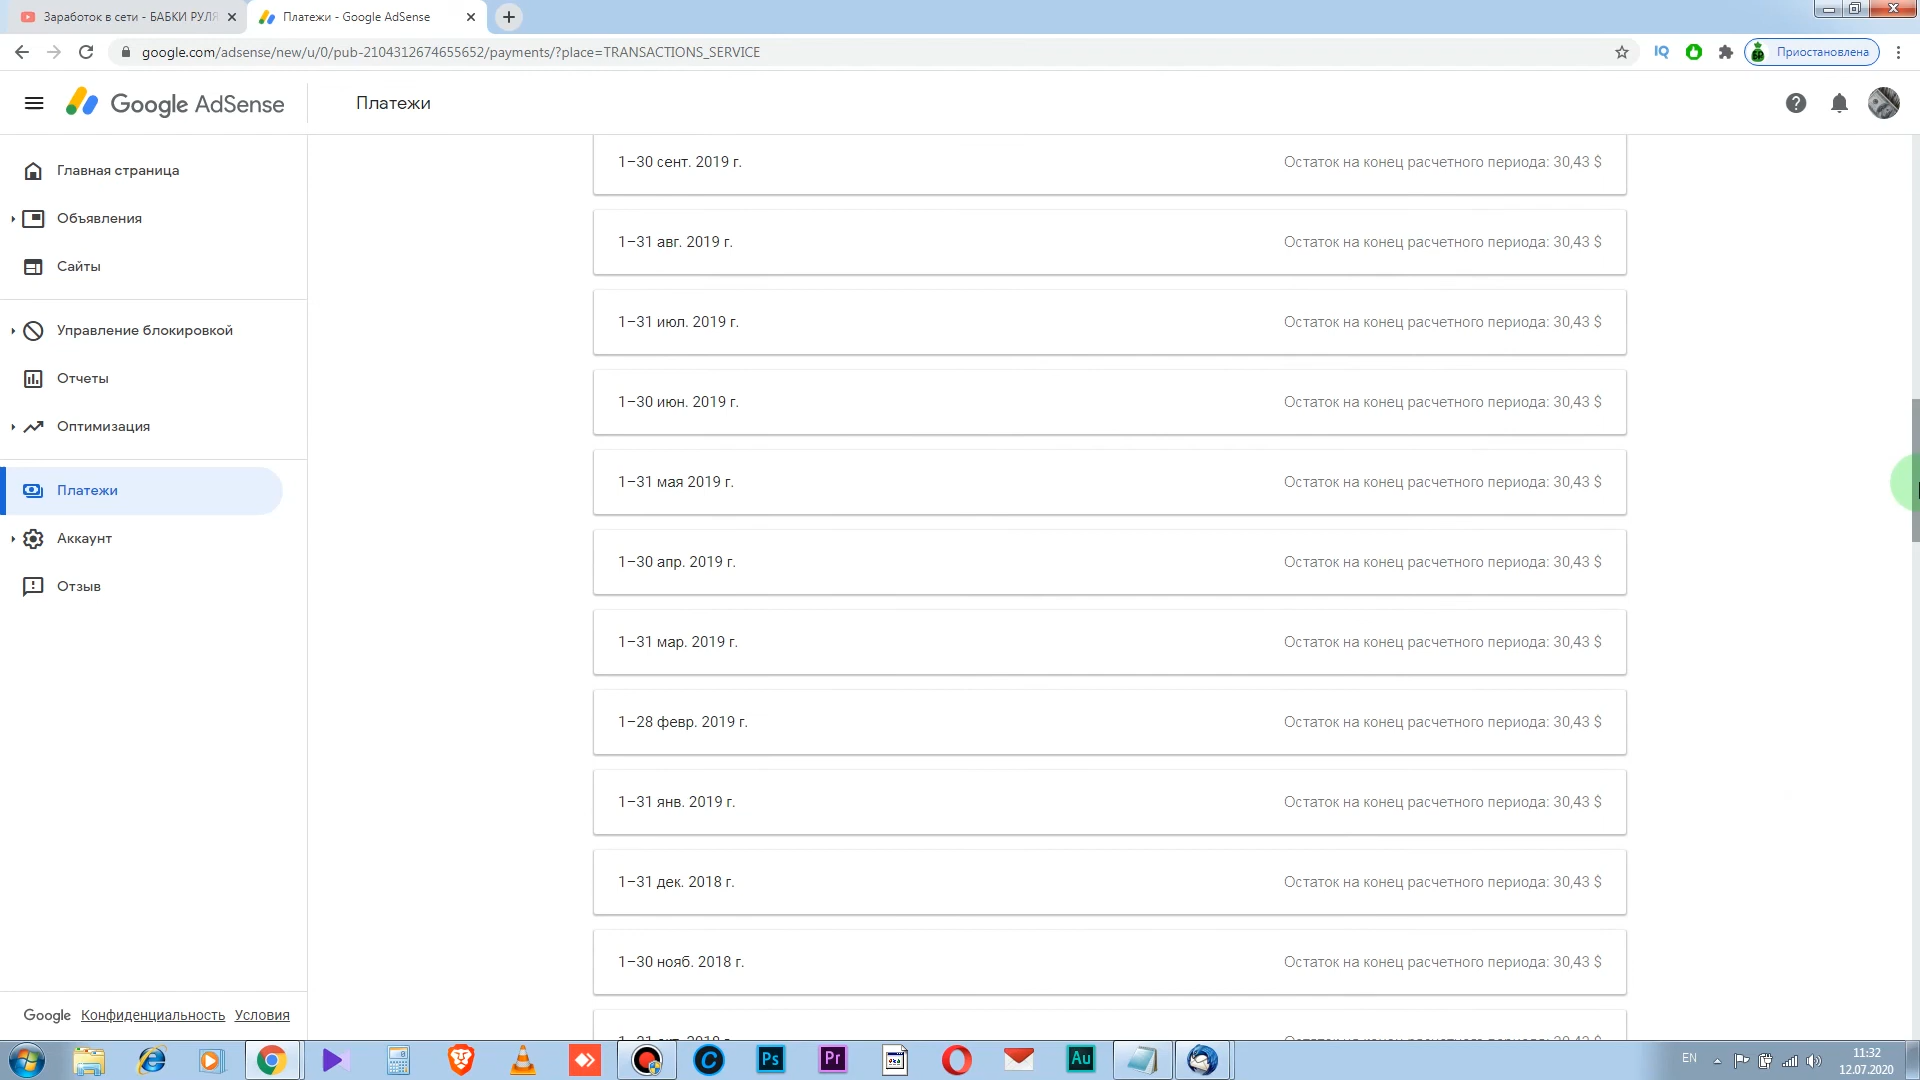 Заработок в сети - БАБКИ РУЛЯ
Платежи - Google AdSense
google.com/adsense/new/u/0/pub-2104312674655652/payments/?place=TRANSACTIONS_SERVICE
IQ
Приостановлена
Google AdSense
Платежи
Главная страница
Объявления
Сайты
Управление блокировкой
Отчеты
Оптимизация
Платежи
Аккаунт
Отзыв
1–30 сент. 2019 г. Остаток на конец расчетного периода: 30,43 $
1–31 авг. 2019 г. Остаток на конец расчетного периода: 30,43 $
1–31 июл. 2019 г. Остаток на конец расчетного периода: 30,43 $
1–30 июн. 2019 г. Остаток на конец расчетного периода: 30,43 $
1–31 мая 2019 г. Остаток на конец расчетного периода: 30,43 $
1–30 апр. 2019 г. Остаток на конец расчетного периода: 30,43 $
1–31 мар. 2019 г. Остаток на конец расчетного периода: 30,43 $
1–28 февр. 2019 г. Остаток на конец расчетного периода: 30,43 $
1–31 янв. 2019 г. Остаток на конец расчетного периода: 30,43 $
1–31 дек. 2018 г. Остаток на конец расчетного периода: 30,43 $
1–30 нояб. 2018 г. Остаток на конец расчетного периода: 30,43 $
Google Конфиденциальность Условия
Ps
Pr
Au
EN
11:32
12.07.2020